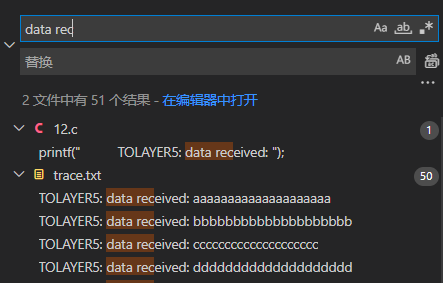 data rec
Aa ab .*
替换
AB
2 文件中有 51 个结果 - 在编辑器中打开
C 12.c 1
printf("          TOLAYER5: data received: ");
trace.txt 50
TOLAYER5: data received: aaaaaaaaaaaaaaaaaaaa
TOLAYER5: data received: bbbbbbbbbbbbbbbbbbbb
TOLAYER5: data received: cccccccccccccccccccc
TOLAYER5: data received: dddddddddddddddddddd